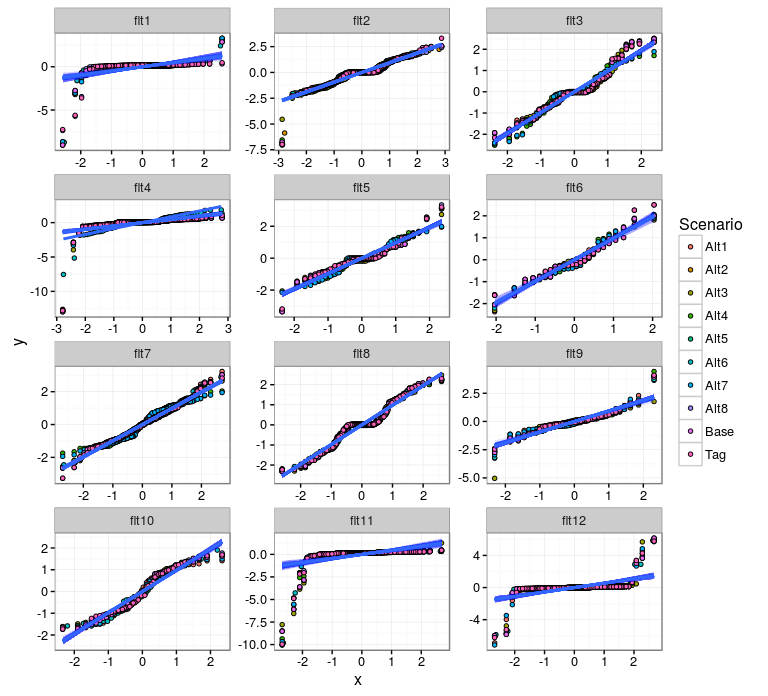 flt1 flt2 flt3
0
-5
-2 -1 0 1 2
2.5
0.0
-2.5
-5.0
-7.5
-3 -2 -1 0 1 2 3
2
1
0
-1
-2
-2 -1 0 1 2
flt4 flt5 flt6
0
-5
-10
-3 -2 -1 0 1 2 3
2
0
-2
-2 -1 0 1 2
2
1
0
-1
-2
-2 -1 0 1 2
flt7 flt8 flt9
2
0
-2
-2 -1 0 1 2
2
1
0
-1
-2
-2 -1 0 1 2
2.5
0.0
-2.5
-5.0
-2 -1 0 1 2
flt10 flt11 flt12
2
1
0
-1
-2
-2 -1 0 1 2
0.0
-2.5
-5.0
-7.5
-10.0
-2 -1 0 1 2
4
0
-4
-2 -1 0 1 2
y
x
Scenario
Alt1
Alt2
Alt3
Alt4
Alt5
Alt6
Alt7
Alt8
Base
Tag